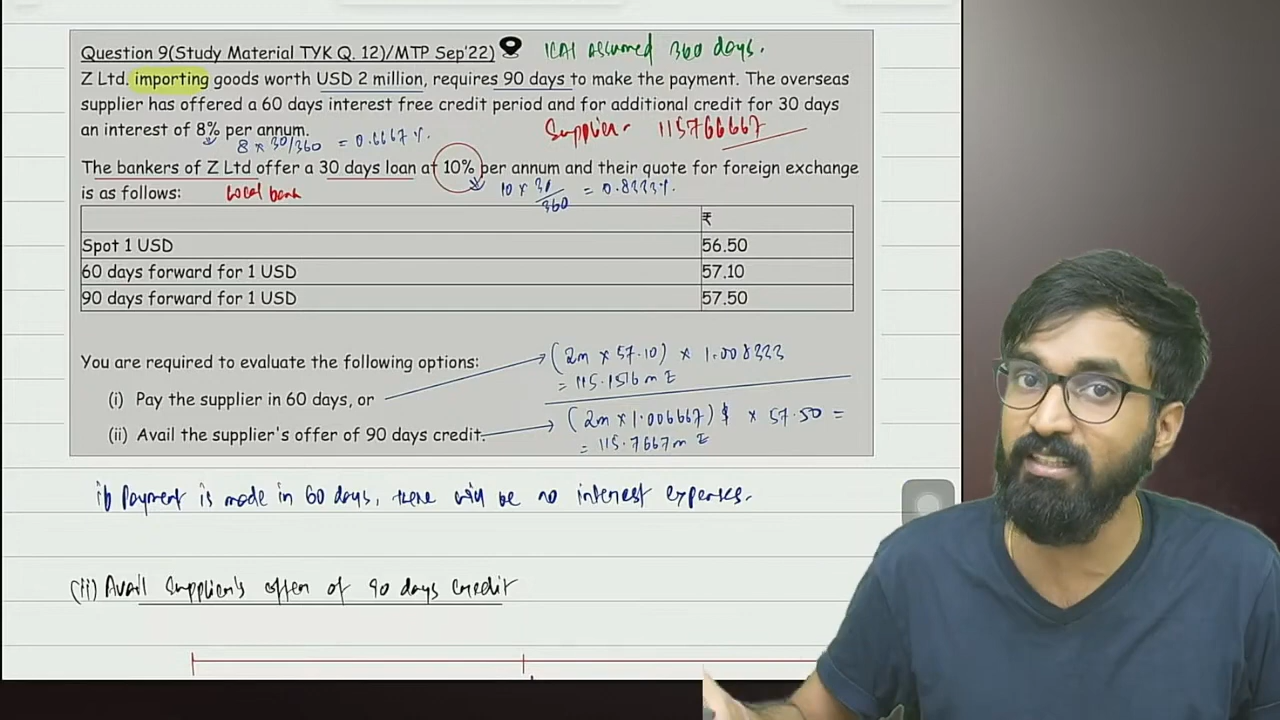 Question 9(Study Material TYK Q. 12)/MTP Sep'22) ICAI Assumed 360 days.
Z Ltd. importing goods worth USD 2 million, requires 90 days to make the payment. The overseas
supplier has offered a 60 days interest free credit period and for additional credit for 30 days
an interest of 8% per annum.
8 × 30/360 = 0.6667%.
Supplier - 115766667
The bankers of Z Ltd offer a 30 days loan at 10% per annum and their quote for foreign exchange
is as follows: Local bank
10 × 30/360 = 0.8333%.
₹
Spot 1 USD 56.50
60 days forward for 1 USD 57.10
90 days forward for 1 USD 57.50
You are required to evaluate the following options:
(2m × 57.10) × 1.008333
= 115.1516m ₹
(i) Pay the supplier in 60 days, or
(2m × 1.006667) $ × 57.50 =
(ii) Avail the supplier's offer of 90 days credit.
= 115.7667m ₹
i) Payment is made in 60 days, there will be no interest expenses.
(ii) Avail Supplier's offer of 90 days credit